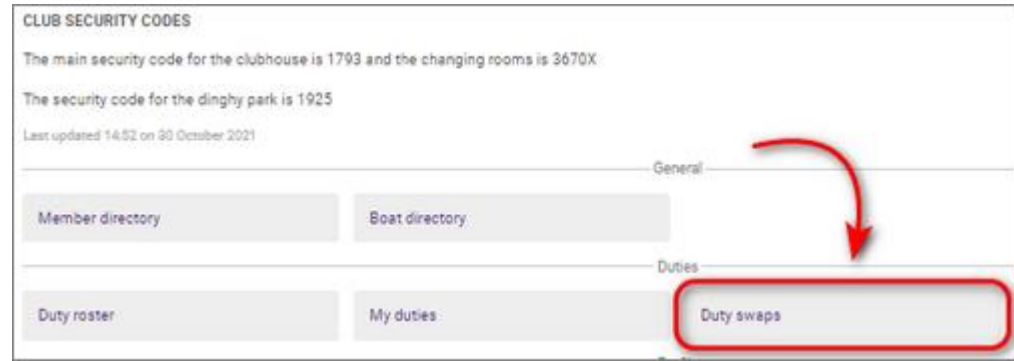 CLUB SECURITY CODES
The main security code for the clubhouse is 1793 and the changing rooms is 3670X
The security code for the dinghy park is 1925
Last updated 14:52 on 30 October 2021
General
Member directory
Boat directory
Duties
Duty roster
My duties
Duty swaps